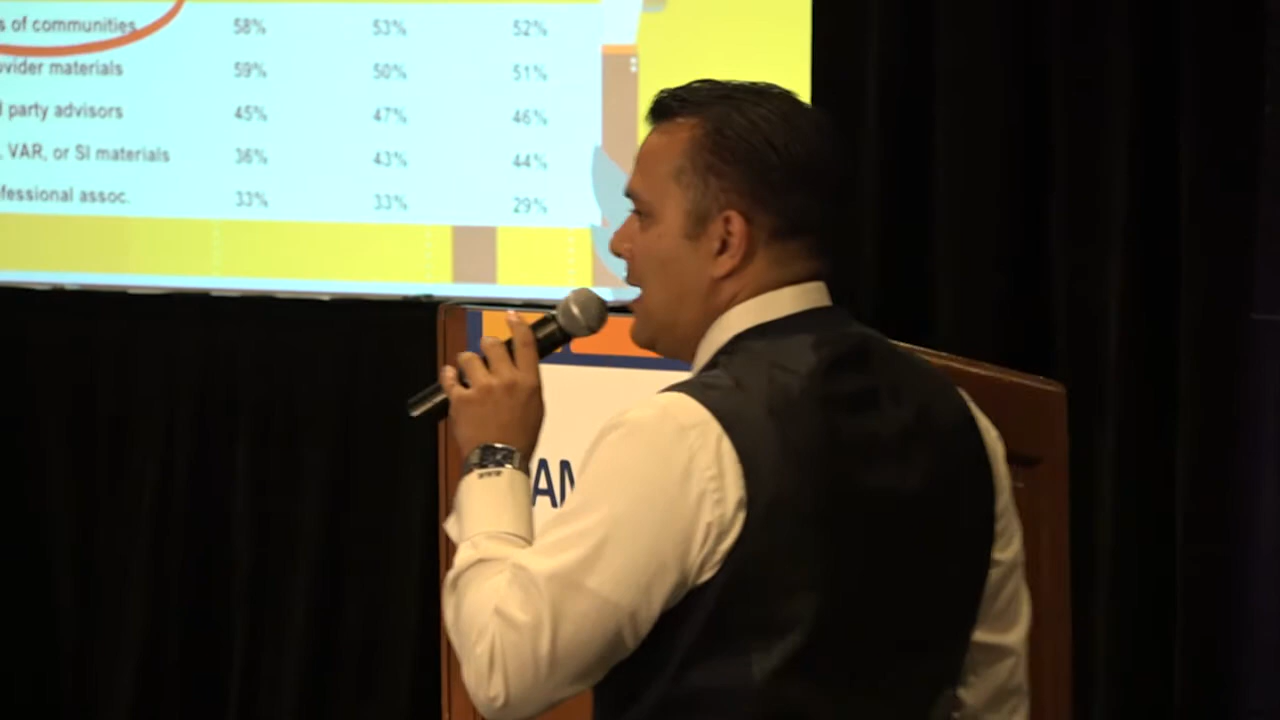 s of communities 58% 53% 52%
vider materials 59% 50% 51%
party advisors 45% 47% 46%
VAR, or SI materials 36% 43% 44%
fessional assoc. 33% 33% 29%
AN